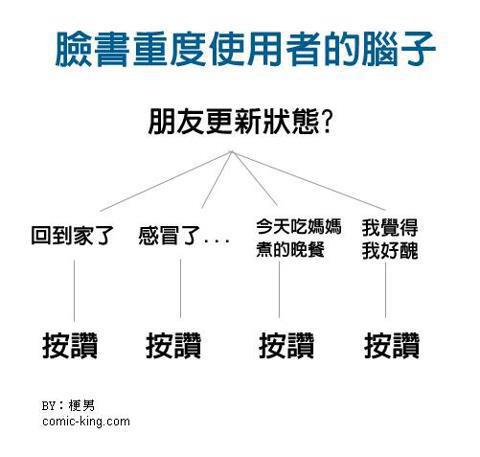 臉書重度使用者的腦子
朋友更新狀態?
回到家了
感冒了...
今天吃媽媽
煮的晚餐
我覺得
我好醜
按讚
按讚
按讚
按讚
BY：梗男
comic-king.com